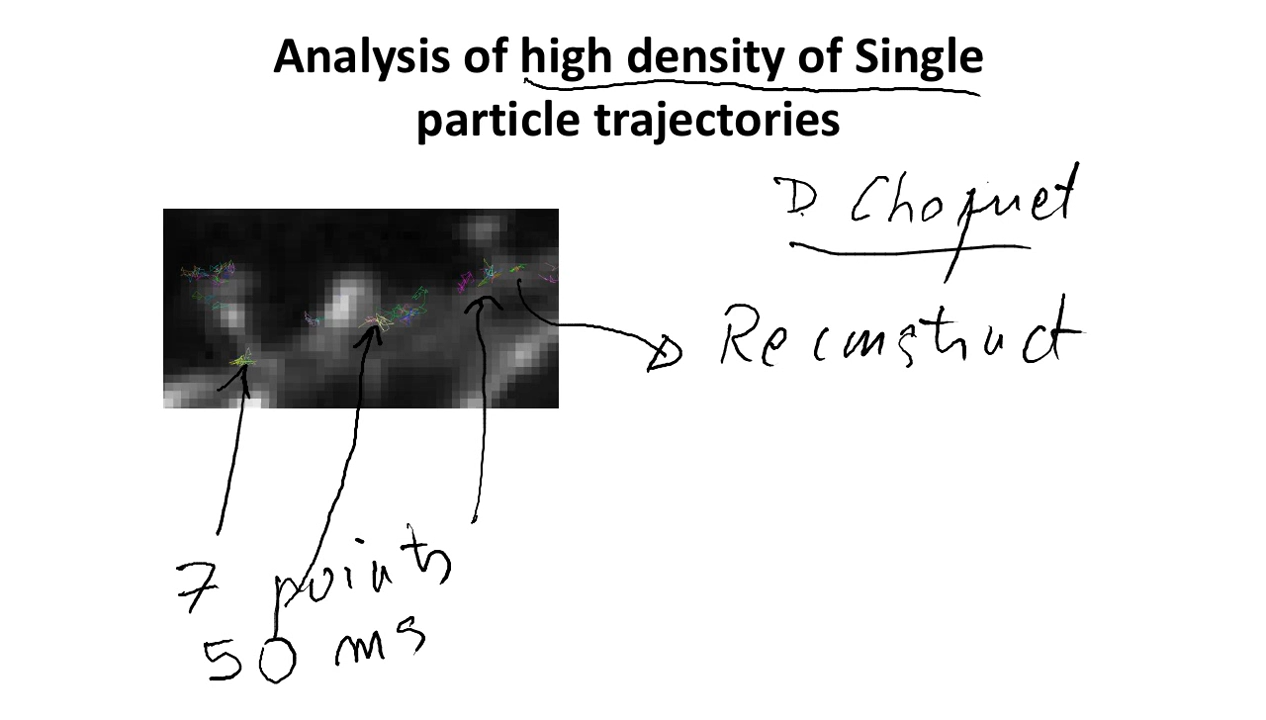 Analysis of high density of Single
particle trajectories
D Choquet
Reconstruct
7 points
50 ms